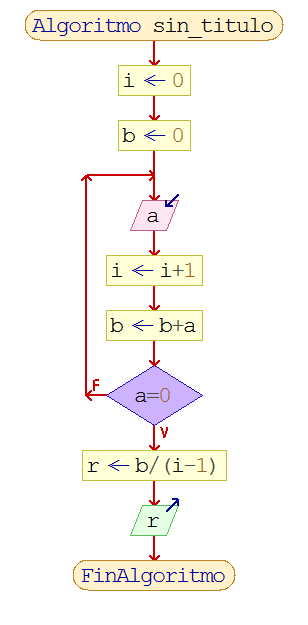 Algoritmo sin_titulo
i ← 0
b ← 0
a
i ← i+1
b ← b+a
a=0
F
V
r ← b/(i-1)
r
FinAlgoritmo